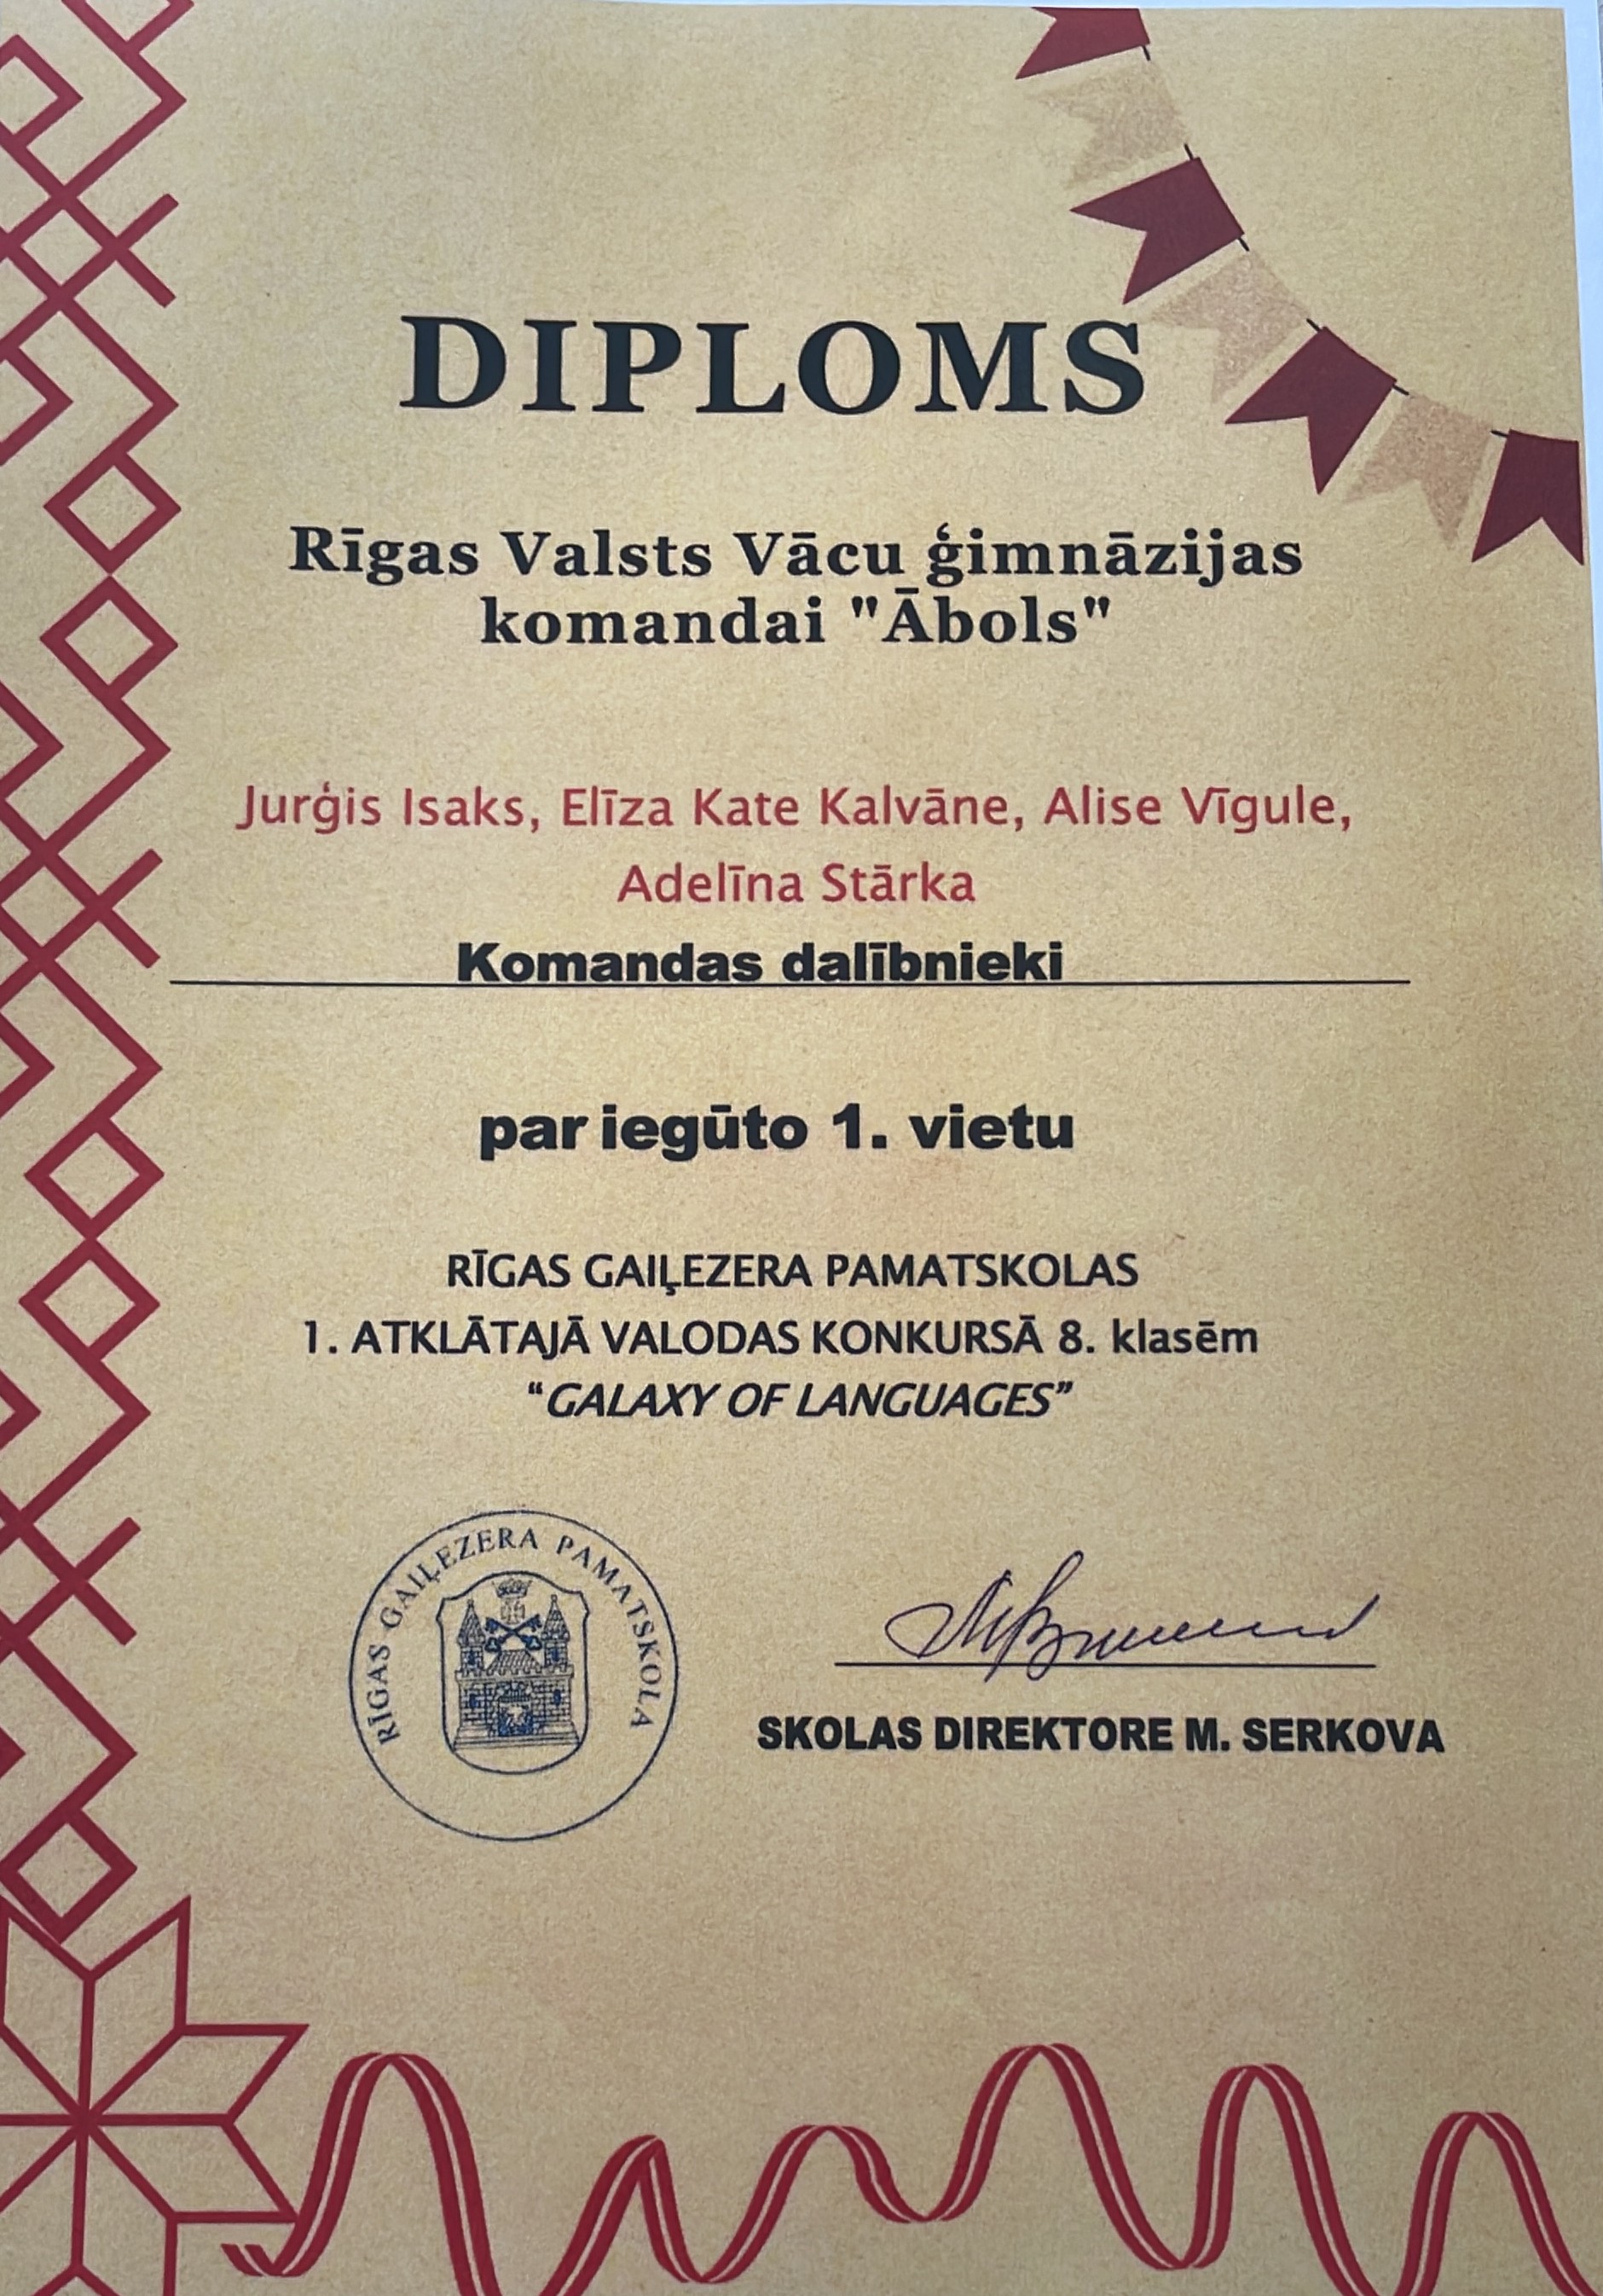 DIPLOMS
Rīgas Valsts Vācu ģimnāzijas
komandai "Ābols"
Jurģis Isaks, Elīza Kate Kalvāne, Alise Vīgule,
Adelīna Stārka
Komandas dalībnieki
par iegūto 1. vietu
RĪGAS GAIĻEZERA PAMATSKOLAS
1. ATKLĀTAJĀ VALODAS KONKURSĀ 8. klasēm
“GALAXY OF LANGUAGES”
RĪGAS GAIĻEZERA PAMATSKOLA
SKOLAS DIREKTORE M. SERKOVA